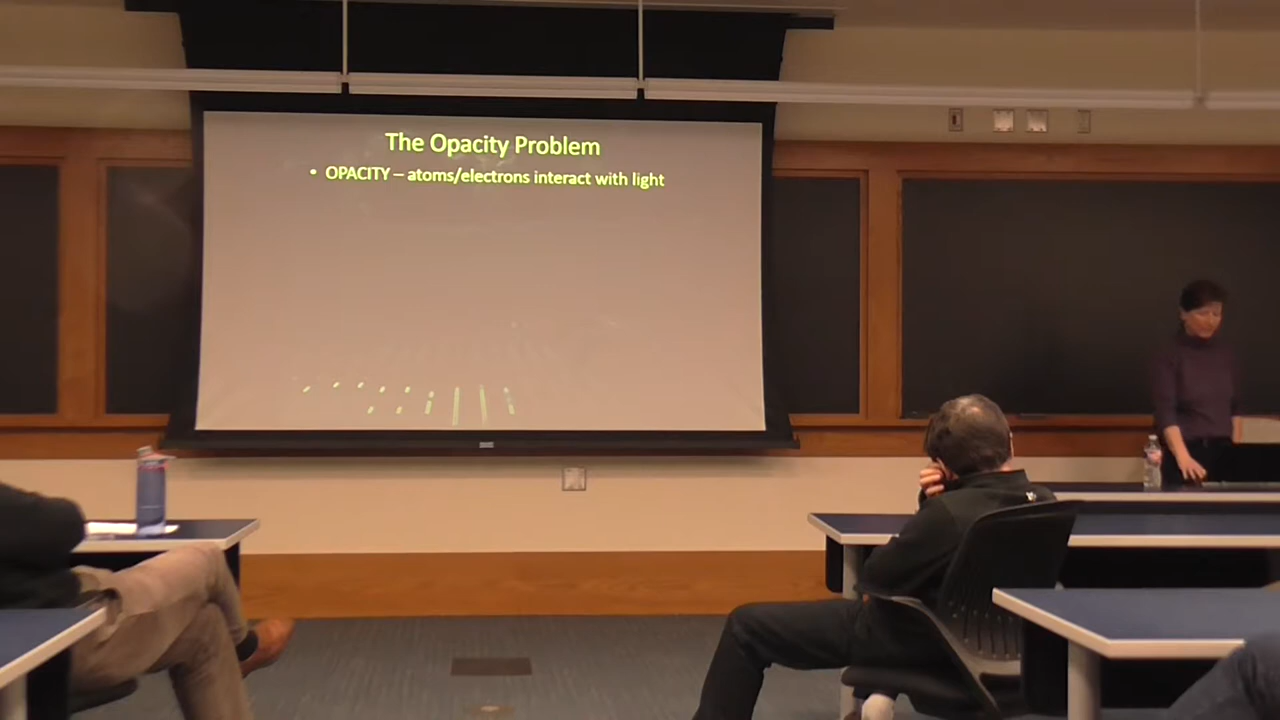 The Opacity Problem
• OPACITY – atoms/electrons interact with light